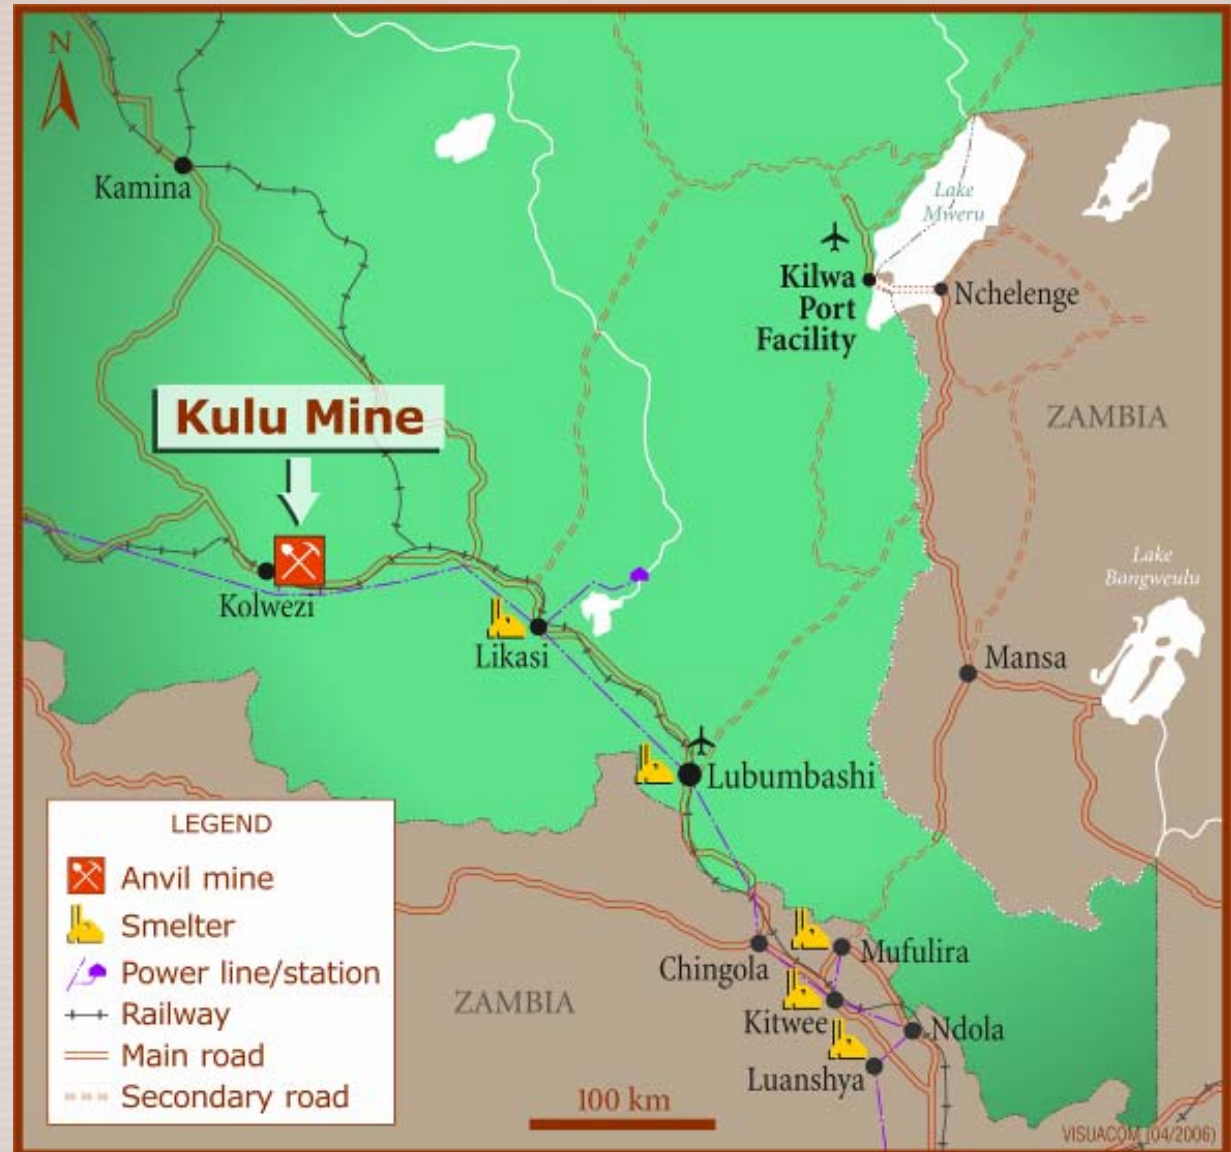 N
Kamina
Lake
Mweru
Kilwa
Port
Facility
Nchelenge
Kulu Mine
ZAMBIA
Kolwezi
Likasi
Lake
Bangweulu
Mansa
Lubumbashi
LEGEND
Anvil mine
Smelter
Power line/station
Railway
Main road
Secondary road
ZAMBIA
Chingola
Mufulira
Kitwee
Ndola
Luanshya
100 km
VISUACOM (04/2006)